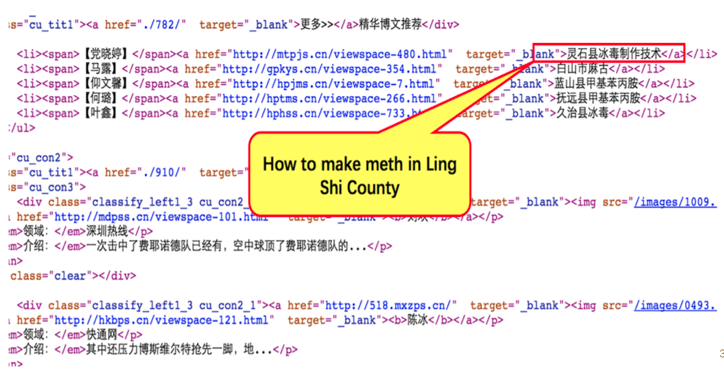 s="cu_tit1"><a href="./782/" target="_blank">更多>></a>精华博文推荐</div>
<li><span>【党晓婷】</span><a href="http://mtpjs.cn/viewspace-480.html" target="_blank">灵石县冰毒制作技术</a></li>
<li><span>【马露】</span><a href="http://gpkys.cn/viewspace-354.html" target="_blank">白山市麻古</a></li>
<li><span>【仰文馨】</span><a href="http://hpjms.cn/viewspace-7.html" target="_blank">蓝山县甲基苯丙胺</a></li>
<li><span>【何璐】</span><a href="http://hptms.cn/viewspace-266.html" target="_blank">抚远县甲基苯丙胺</a></li>
<li><span>【叶鑫】</span><a href="http://hphss.cn/viewspace-733. target="_blank">久治县冰毒</a></li>
/ul>
="cu_con2">
s="cu_tit1"><a href="./910/" ta
s="cu_con3">
How to make meth in Ling
Shi County
<div class="classify_left1_3 cu_con2_ target="_blank"><img src="/images/1009.
href="http://mdpss.cn/viewspace-101. </a></p>
em>领域：</em>深圳热线</p>
em>介绍：</em>一次击中了费耶诺德队已经有，空中球顶了费耶诺德队的...</p>
an>
class="clear"></div>
<div class="classify_left1_3 cu_con2_1"><a href="http://518.mxzps.cn/" target="_blank"><img src="/images/0493.
href="http://hkbps.cn/viewspace-121.html" target="_blank"><b>陈冰</b></a></p>
em>领域：</em>快通网</p>
em>介绍：</em>其中还压力博斯维尔特抢先一脚，地...</p>
an>
3